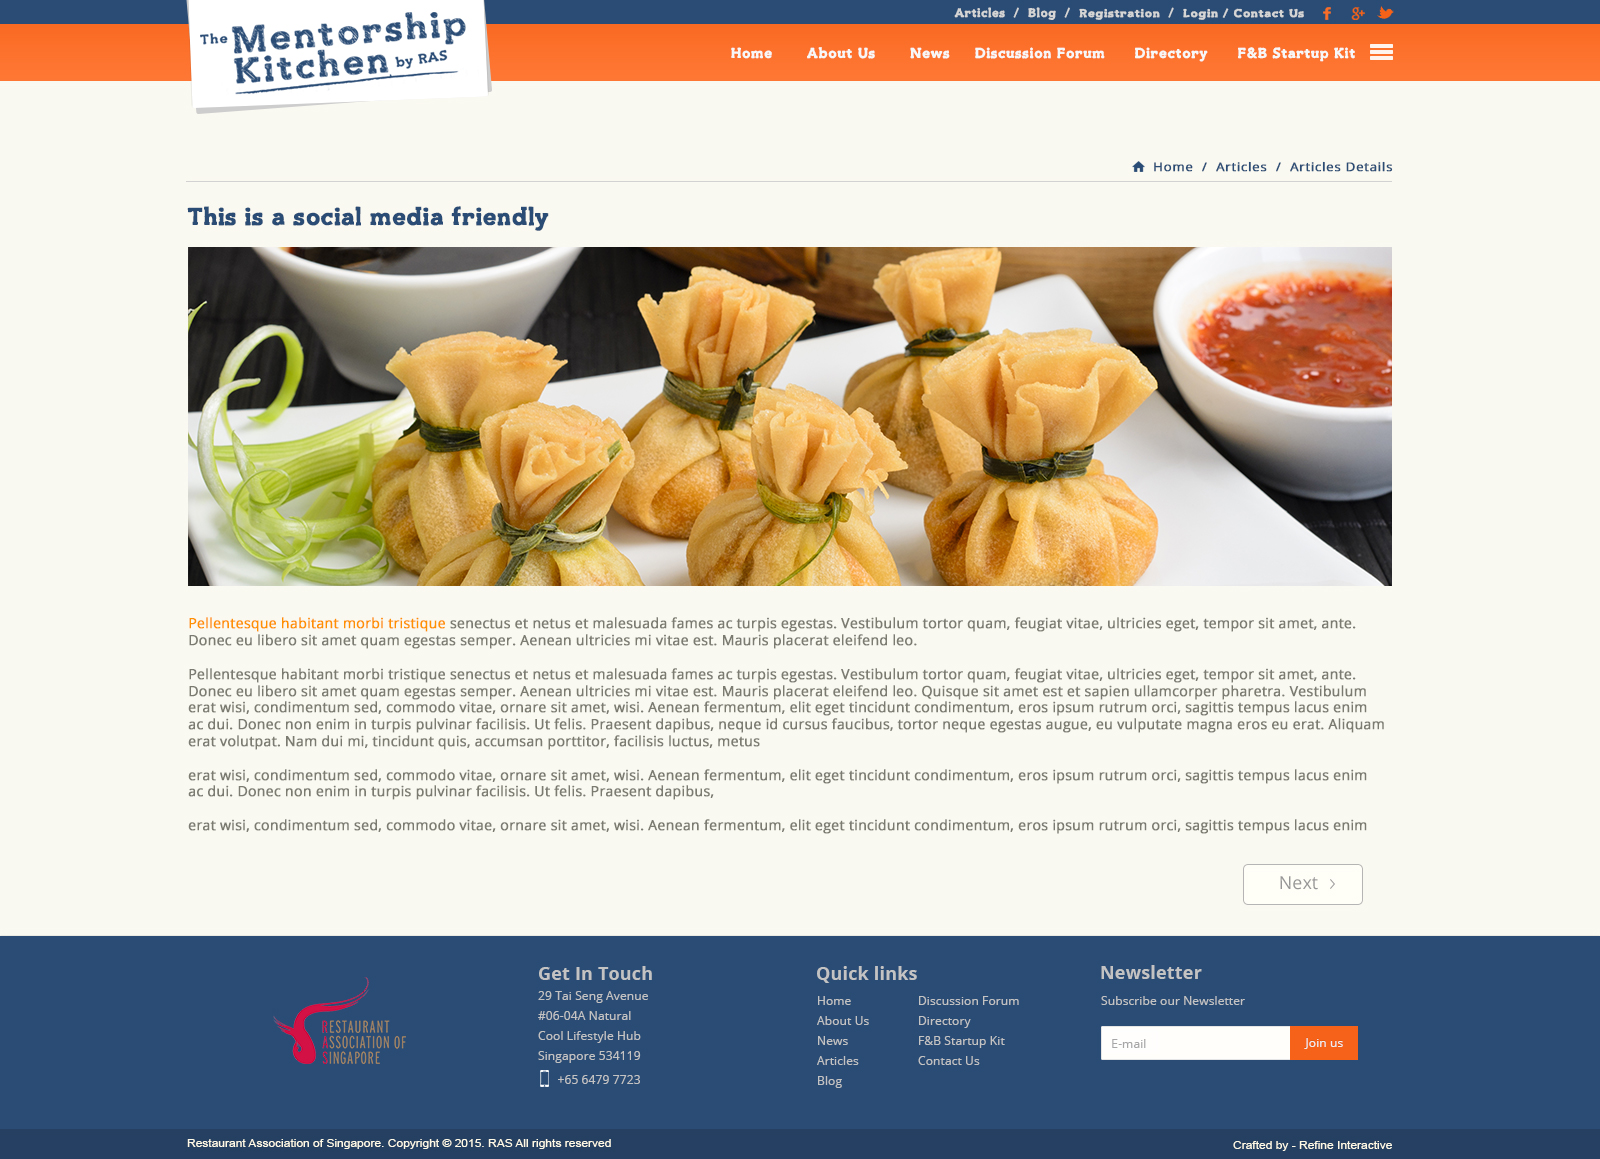 Articles / Blog / Registration / Login / Contact Us
The Mentorship
Kitchen by RAS
Home About Us News Discussion Forum Directory F&B Startup Kit
Home / Articles / Articles Details
This is a social media friendly
Pellentesque habitant morbi tristique senectus et netus et malesuada fames ac turpis egestas. Vestibulum tortor quam, feugiat vitae, ultricies eget, tempor sit amet, ante.
Donec eu libero sit amet quam egestas semper. Aenean ultricies mi vitae est. Mauris placerat eleifend leo.
Pellentesque habitant morbi tristique senectus et netus et malesuada fames ac turpis egestas. Vestibulum tortor quam, feugiat vitae, ultricies eget, tempor sit amet, ante.
Donec eu libero sit amet quam egestas semper. Aenean ultricies mi vitae est. Mauris placerat eleifend leo. Quisque sit amet est et sapien ullamcorper pharetra. Vestibulum
erat wisi, condimentum sed, commodo vitae, ornare sit amet, wisi. Aenean fermentum, elit eget tincidunt condimentum, eros ipsum rutrum orci, sagittis tempus lacus enim
ac dui. Donec non enim in turpis pulvinar facilisis. Ut felis. Praesent dapibus, neque id cursus faucibus, tortor neque egestas augue, eu vulputate magna eros eu erat. Aliquam
erat volutpat. Nam dui mi, tincidunt quis, accumsan porttitor, facilisis luctus, metus
erat wisi, condimentum sed, commodo vitae, ornare sit amet, wisi. Aenean fermentum, elit eget tincidunt condimentum, eros ipsum rutrum orci, sagittis tempus lacus enim
ac dui. Donec non enim in turpis pulvinar facilisis. Ut felis. Praesent dapibus,
erat wisi, condimentum sed, commodo vitae, ornare sit amet, wisi. Aenean fermentum, elit eget tincidunt condimentum, eros ipsum rutrum orci, sagittis tempus lacus enim
Next
RESTAURANT
ASSOCIATION OF
SINGAPORE
Get In Touch
29 Tai Seng Avenue
#06-04A Natural
Cool Lifestyle Hub
Singapore 534119
+65 6479 7723
Quick links
Home
About Us
News
Articles
Blog
Discussion Forum
Directory
F&B Startup Kit
Contact Us
Newsletter
Subscribe our Newsletter
E-mail
Join us
Restaurant Association of Singapore. Copyright © 2015. RAS All rights reserved
Crafted by - Refine Interactive